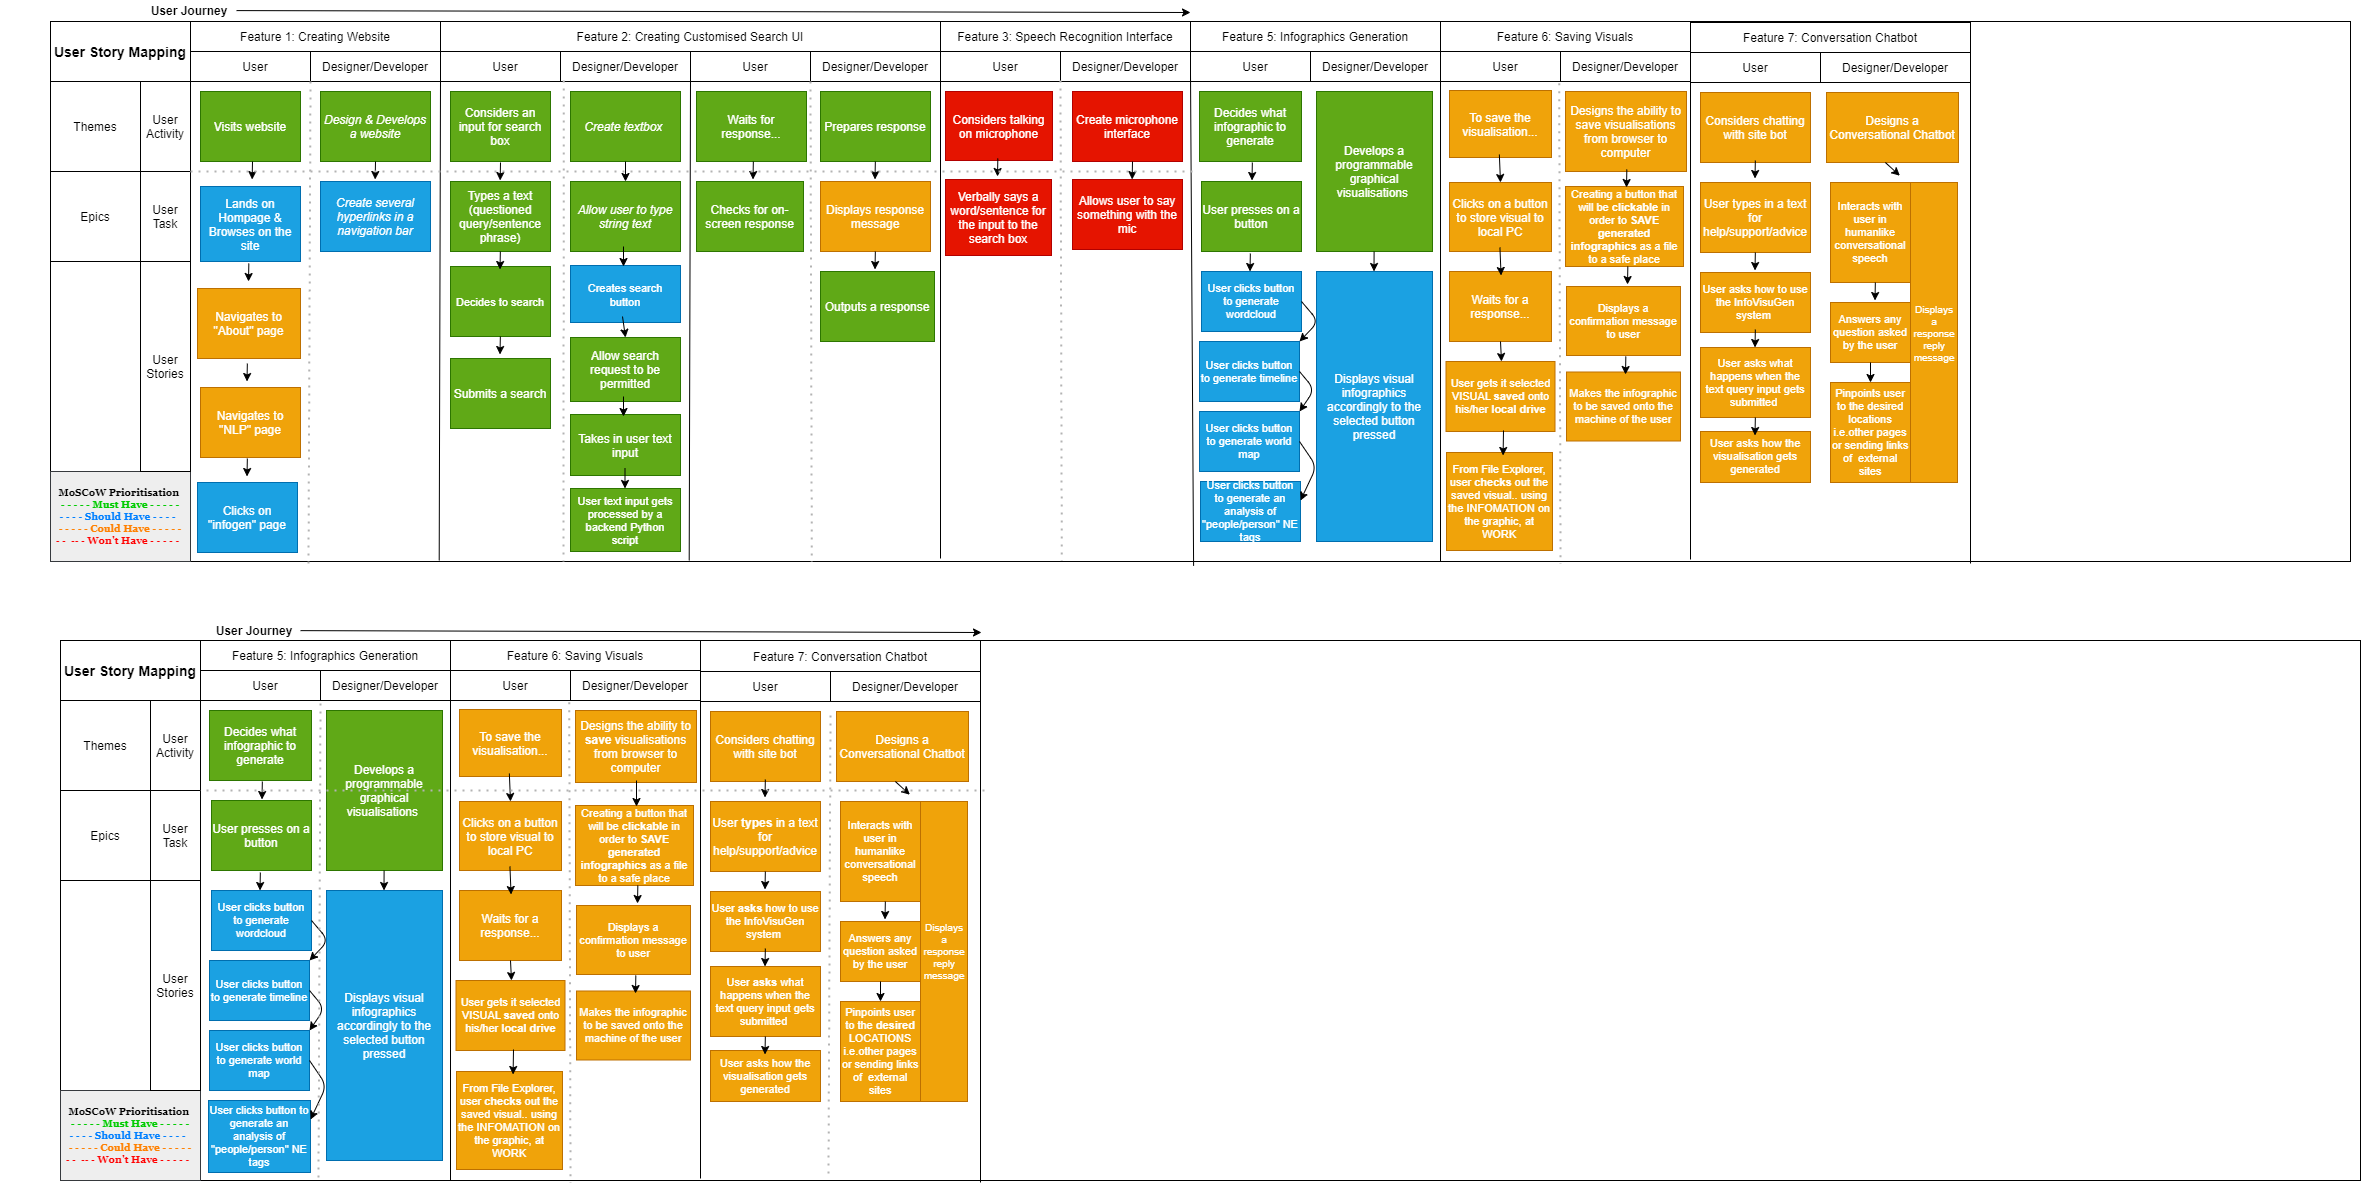 User Journey
User Story Mapping
Feature 1: Creating Website
Feature 2: Creating Customised Search UI
Feature 3: Speech Recognition Interface
Feature 5: Infographics Generation
Feature 6: Saving Visuals
Feature 7: Conversation Chatbot
User
Designer/Developer
User
Designer/Developer
User
Designer/Developer
User
Designer/Developer
User
Designer/Developer
User
Designer/Developer
User
Designer/Developer
Themes
User
Activity
Epics
User
Task
User
Stories
MoSCoW Prioritisation
- - - - - Must Have - - - - -
- - - - Should Have - - - -
- - - - - Could Have - - - - -
- - --- - Won't Have - - - - -
Visits website
Lands on
Hompage &
Browses on the
site
Navigates to
"About" page
Navigates to
"NLP" page
Clicks on
"infogen" page
Design & Develops
a website
Create several
hyperlinks in a
navigation bar
Considers an
input for search
box
Types a text
(questioned
query/sentence
phrase)
Decides to search
Submits a search
Create textbox
Allow user to type
string text
Creates search
button
Allow search
request to be
permitted
Takes in user text
input
User text input gets
processed by a
backend Python
script
Waits for
response...
Checks for on-
screen response
Prepares response
Displays response
message
Outputs a response
Considers talking
on microphone
Verbally says a
word/sentence for
the input to the
search box
Create microphone
interface
Allows user to say
something with the
mic
Decides what
infographic to
generate
User presses on a
button
User clicks button
to generate
wordcloud
User clicks button
to generate timeline
User clicks button
to generate world
map
User clicks button
to generate an
analysis of
"people/person" NE
tags
Develops a
programmable
graphical
visualisations
Displays visual
infographics
accordingly to the
selected button
pressed
To save the
visualisation...
Clicks on a button
to store visual to
local PC
Waits for a
response...
User gets it selected
VISUAL saved onto
his/her local drive
From File Explorer,
user checks out the
saved visual.. using
the INFOMATION on
the graphic, at
WORK
Designs the ability to
save visualisations
from browser to
computer
Creating a button that
will be clickable in
order to SAVE
generated
infographics as a file
to a safe place
Displays a
confirmation message
to user
Makes the infographic
to be saved onto the
machine of the user
Considers chatting
with site bot
User types in a text
for
help/support/advice
User asks how to use
the InfoVisuGen
system
User asks what
happens when the
text query input gets
submitted
User asks how the
visualisation gets
generated
Designs a
Conversational Chatbot
Interacts with
user in
humanlike
conversational
speech
Answers any
question asked
by the user
Pinpoints user
to the desired
locations
i.e.other pages
or sending links
of external
sites
Displays
a
response
reply
message
User Journey
User Story Mapping
Feature 5: Infographics Generation
Feature 6: Saving Visuals
Feature 7: Conversation Chatbot
User
Designer/Developer
User
Designer/Developer
User
Designer/Developer
Themes
User
Activity
Epics
User
Task
User
Stories
MoSCoW Prioritisation
- - - - - Must Have - - - - -
- - - - Should Have - - - -
- - - - - Could Have - - - - -
- - --- - Won't Have - - - - -
Decides what
infographic to
generate
User presses on a
button
User clicks button
to generate
wordcloud
User clicks button
to generate timeline
User clicks button
to generate world
map
User clicks button to
generate an
analysis of
"people/person" NE
tags
Develops a
programmable
graphical
visualisations
Displays visual
infographics
accordingly to the
selected button
pressed
To save the
visualisation...
Clicks on a button
to store visual to
local PC
Waits for a
response...
User gets it selected
VISUAL saved onto
his/her local drive
From File Explorer,
user checks out the
saved visual.. using
the INFOMATION on
the graphic, at
WORK
Designs the ability to
save visualisations
from browser to
computer
Creating a button that
will be clickable in
order to SAVE
generated
infographics as a file
to a safe place
Displays a
confirmation message
to user
Makes the infographic
to be saved onto the
machine of the user
Considers chatting
with site bot
User types in a text
for
help/support/advice
User asks how to use
the InfoVisuGen
system
User asks what
happens when the
text query input gets
submitted
User asks how the
visualisation gets
generated
Designs a
Conversational Chatbot
Interacts with
user in
humanlike
conversational
speech
Answers any
question asked
by the user
Pinpoints user
to the desired
LOCATIONS
i.e.other pages
or sending links
of external
sites
Displays
a
response
reply
message